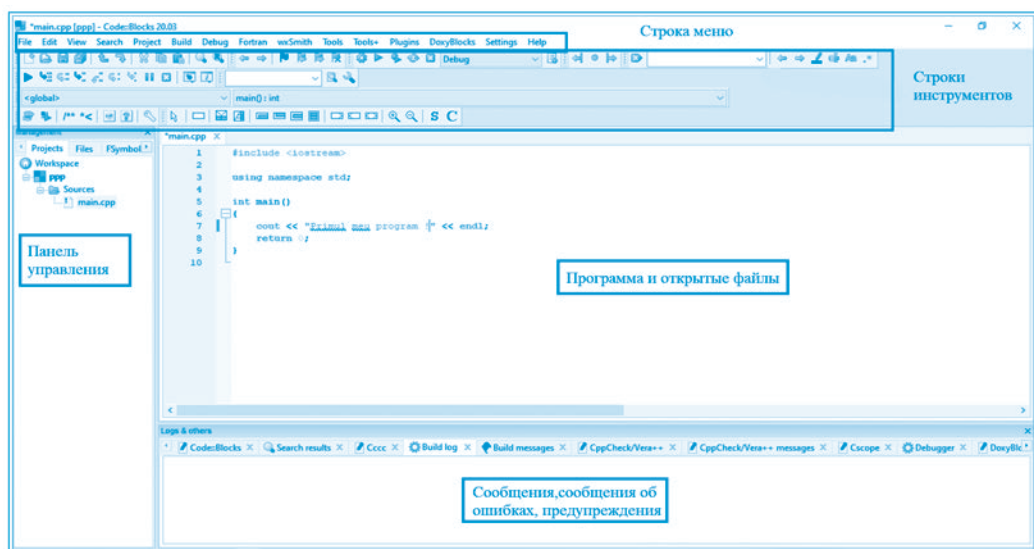 *main.cpp [ppp] - Code::Blocks 20.03
Строка меню
File Edit View Search Project Build Debug Fortran wxSmith Tools Tools+ Plugins DoxyBlocks Settings Help
Debug
Строки
инструментов
<global>
main() : int
S C
Management
*main.cpp X
Projects Files FSymbol
Workspace
ppp
Sources
main.cpp
1 #include <iostream>
2
3 using namespace std;
4
5 int main()
6 {
7 cout << "Primul meu program !" << endl;
8 return 0;
9 }
10
Панель
управления
Программа и открытые файлы
Logs & others
Code::Blocks X Search results X Cccc X Build log X Build messages X CppCheck/Vera++ X CppCheck/Vera++ messages X Cscope X Debugger X DoxyBlo
Сообщения,сообщения об
ошибках, предупреждения